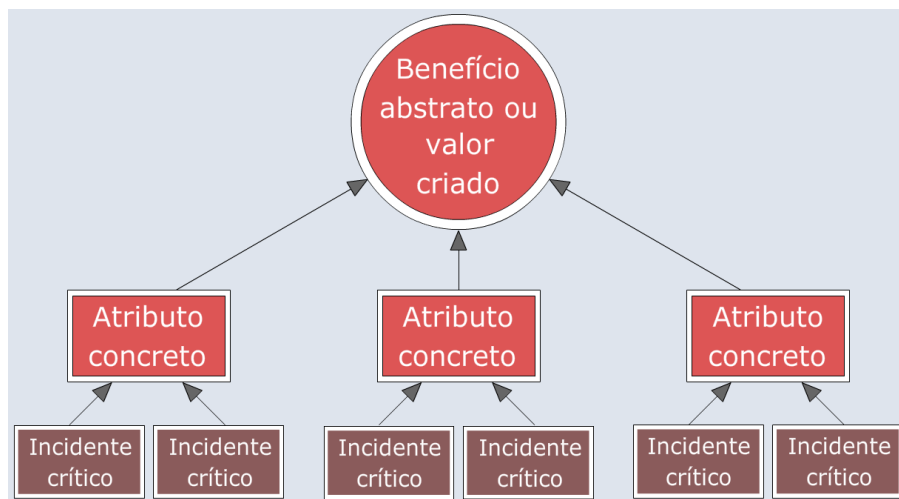 Benefício
abstrato ou
valor
criado
Atributo
concreto
Atributo
concreto
Atributo
concreto
Incidente
crítico
Incidente
crítico
Incidente
crítico
Incidente
crítico
Incidente
crítico
Incidente
crítico